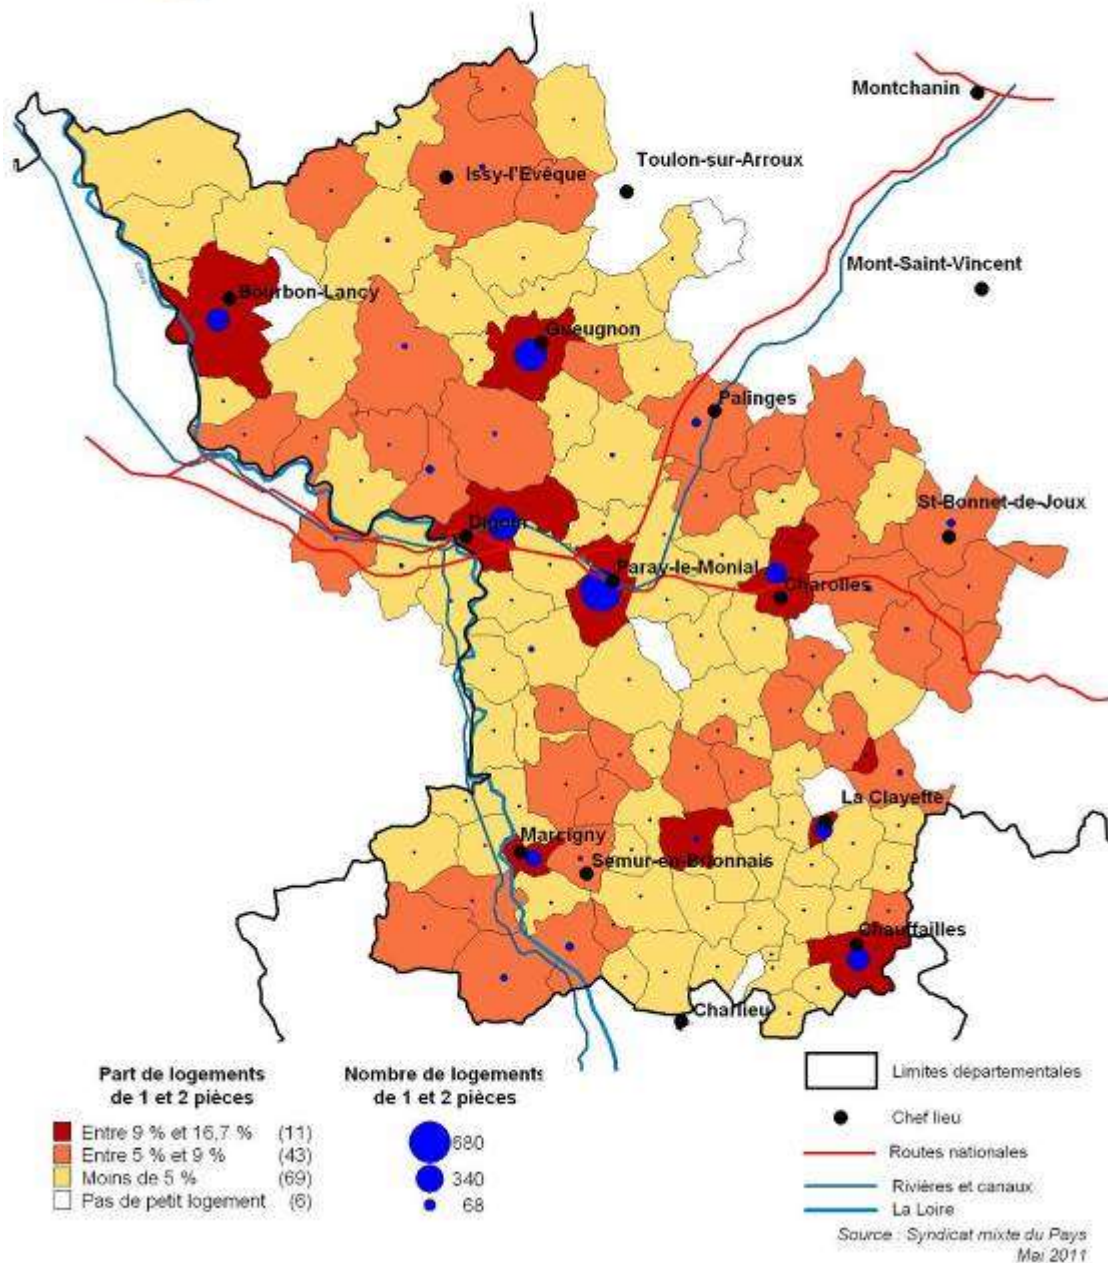 Montchanin
Toulon-sur-Arroux
Issy-l'Evêque
Mont-Saint-Vincent
Bourbon-Lancy
Gueugnon
Palinges
St-Bonnet-de-Joux
Digoin
Paray-le-Monial
Charolles
La Clayette
Marcigny
Semur-en-Brionnais
Chauffailles
Charlieu
Part de logements
de 1 et 2 pièces
Entre 9 % et 16,7 % (11)
Entre 5 % et 9 % (43)
Moins de 5 % (69)
Pas de petit logement (6)
Nombre de logements
de 1 et 2 pièces
680
340
68
Limites départementales
Chef lieu
Routes nationales
Rivières et canaux
La Loire
Source : Syndicat mixte du Pays
Mai 2011